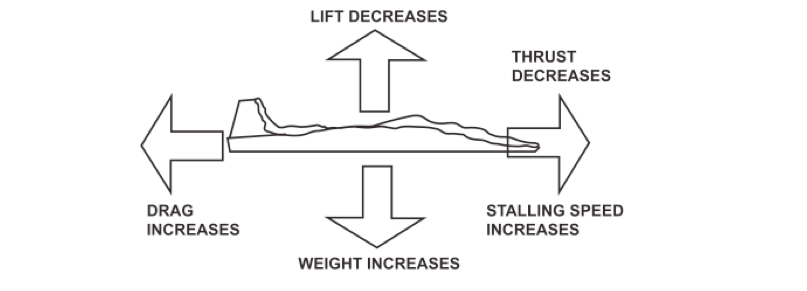 LIFT DECREASES
THRUST
DECREASES
DRAG
INCREASES
STALLING SPEED
INCREASES
WEIGHT INCREASES